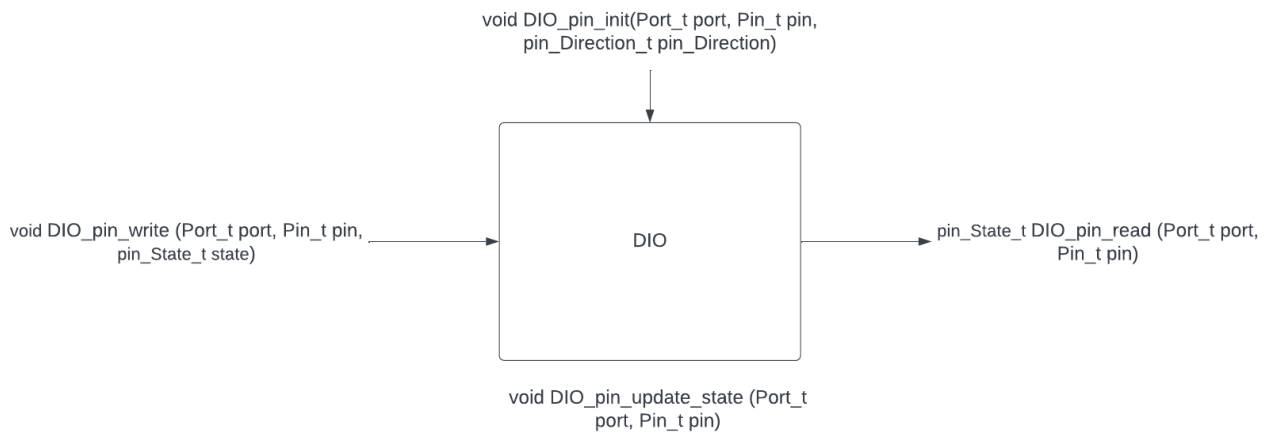 void DIO_pin_init(Port_t port, Pin_t pin,
pin_Direction_t pin_Direction)
void DIO_pin_write (Port_t port, Pin_t pin,
pin_State_t state)
DIO
pin_State_t DIO_pin_read (Port_t port,
Pin_t pin)
void DIO_pin_update_state (Port_t
port, Pin_t pin)